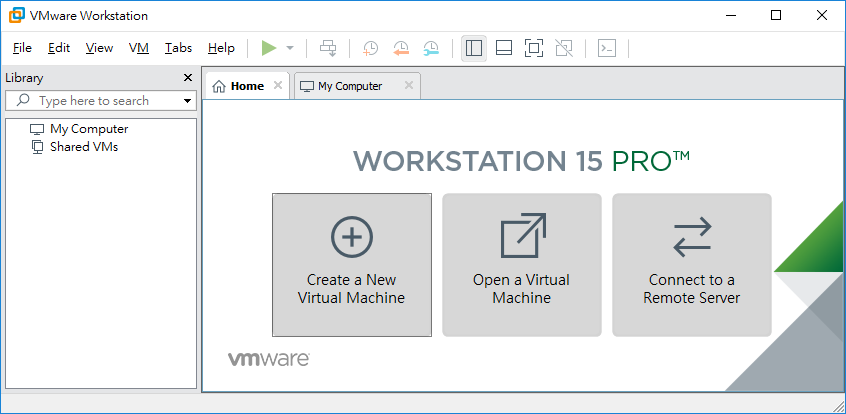 VMware Workstation
File Edit View VM Tabs Help
Library
Type here to search
My Computer
Shared VMs
Home
My Computer
WORKSTATION 15 PRO™
Create a New
Virtual Machine
Open a Virtual
Machine
Connect to a
Remote Server
vmware®